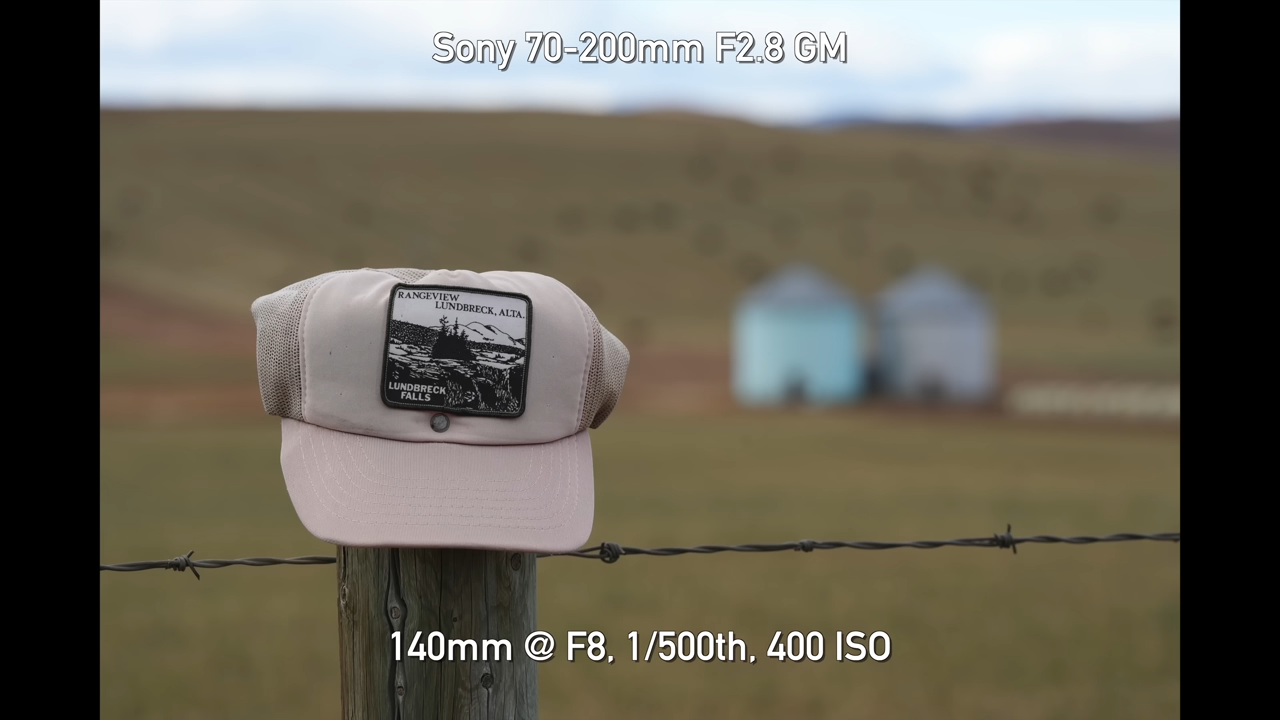 Sony 70-200mm F2.8 GM
RANGEVIEW
LUNDBRECK, ALTA.
LUNDBRECK
FALLS
140mm @ F8, 1/500th, 400 ISO